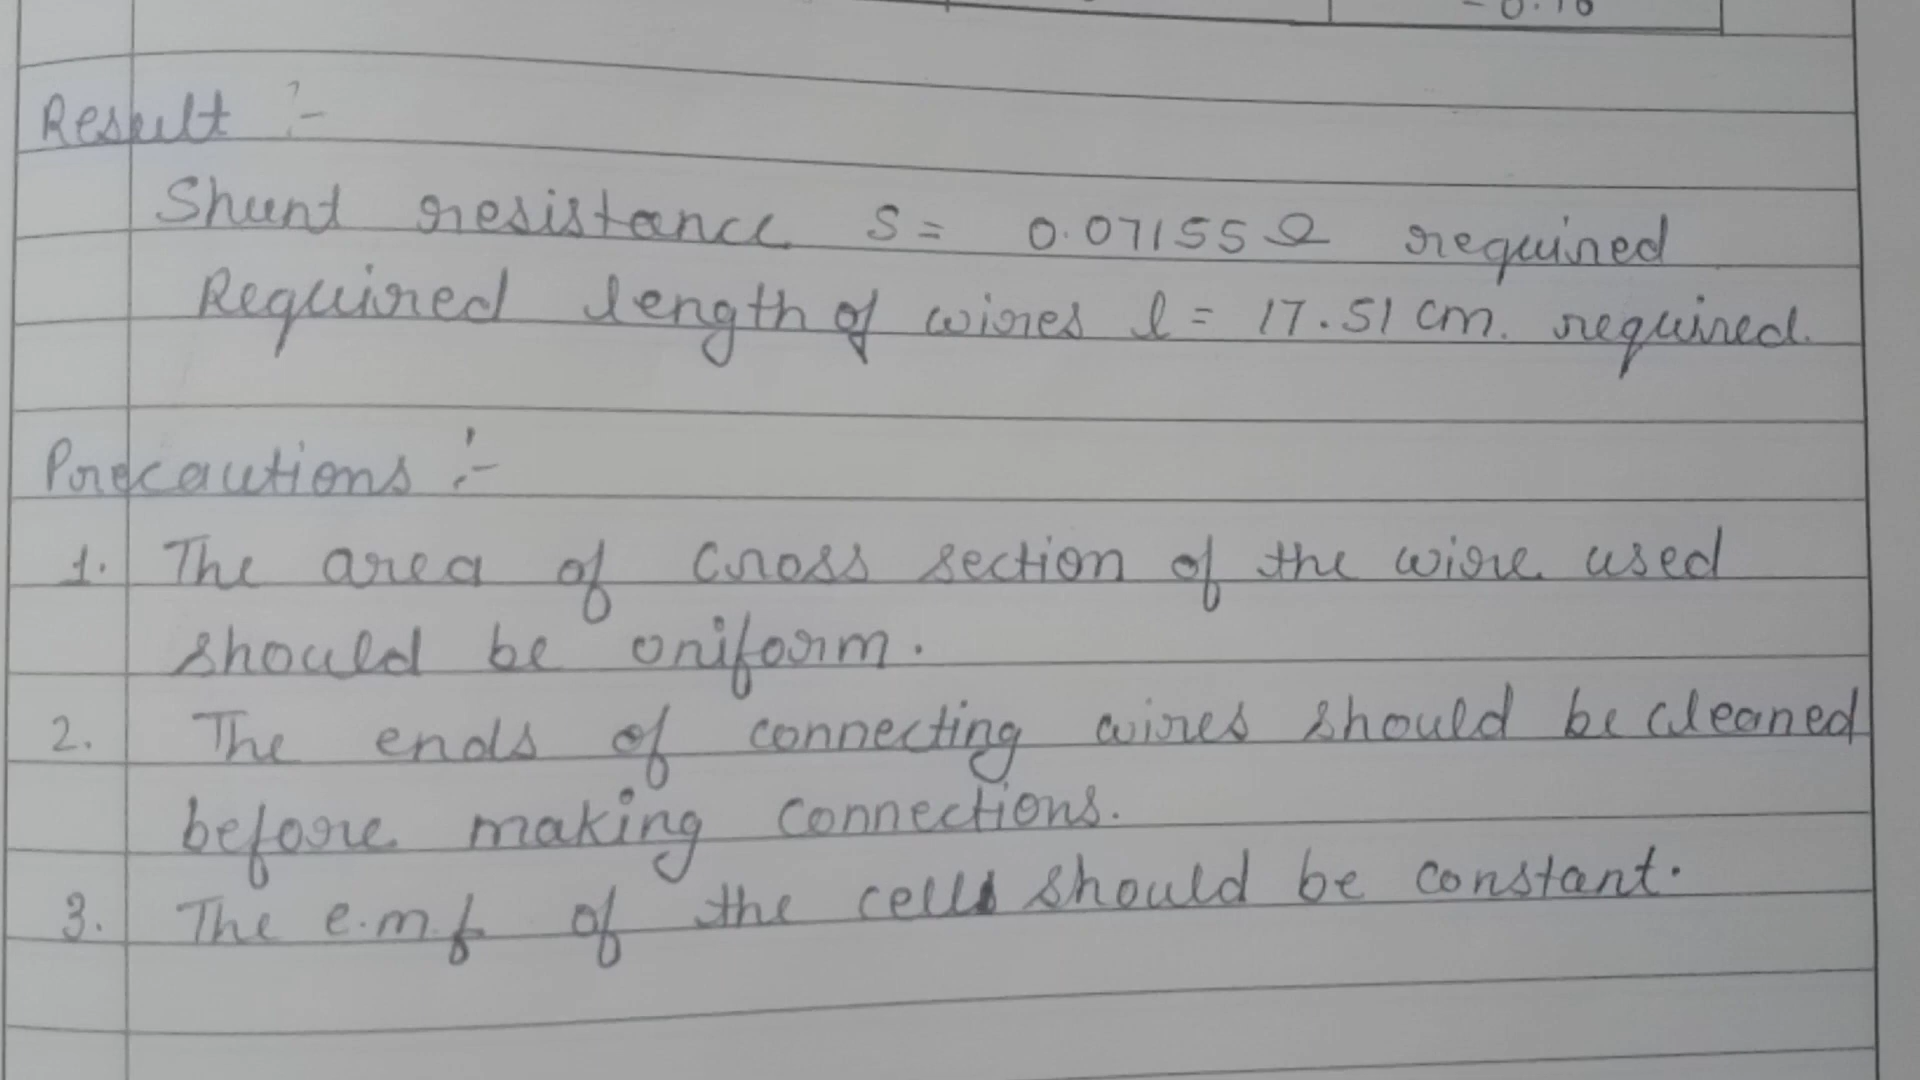 - 0.10
Result :-
Shunt resistance S = 0.07155 Ω required
Required length of wires l = 17.51 cm. required.
Precautions :-
1. The area of cross section of the wire used
should be uniform.
2. The ends of connecting wires should be cleaned
before making connections.
3. The e.m.f of the cells should be constant.